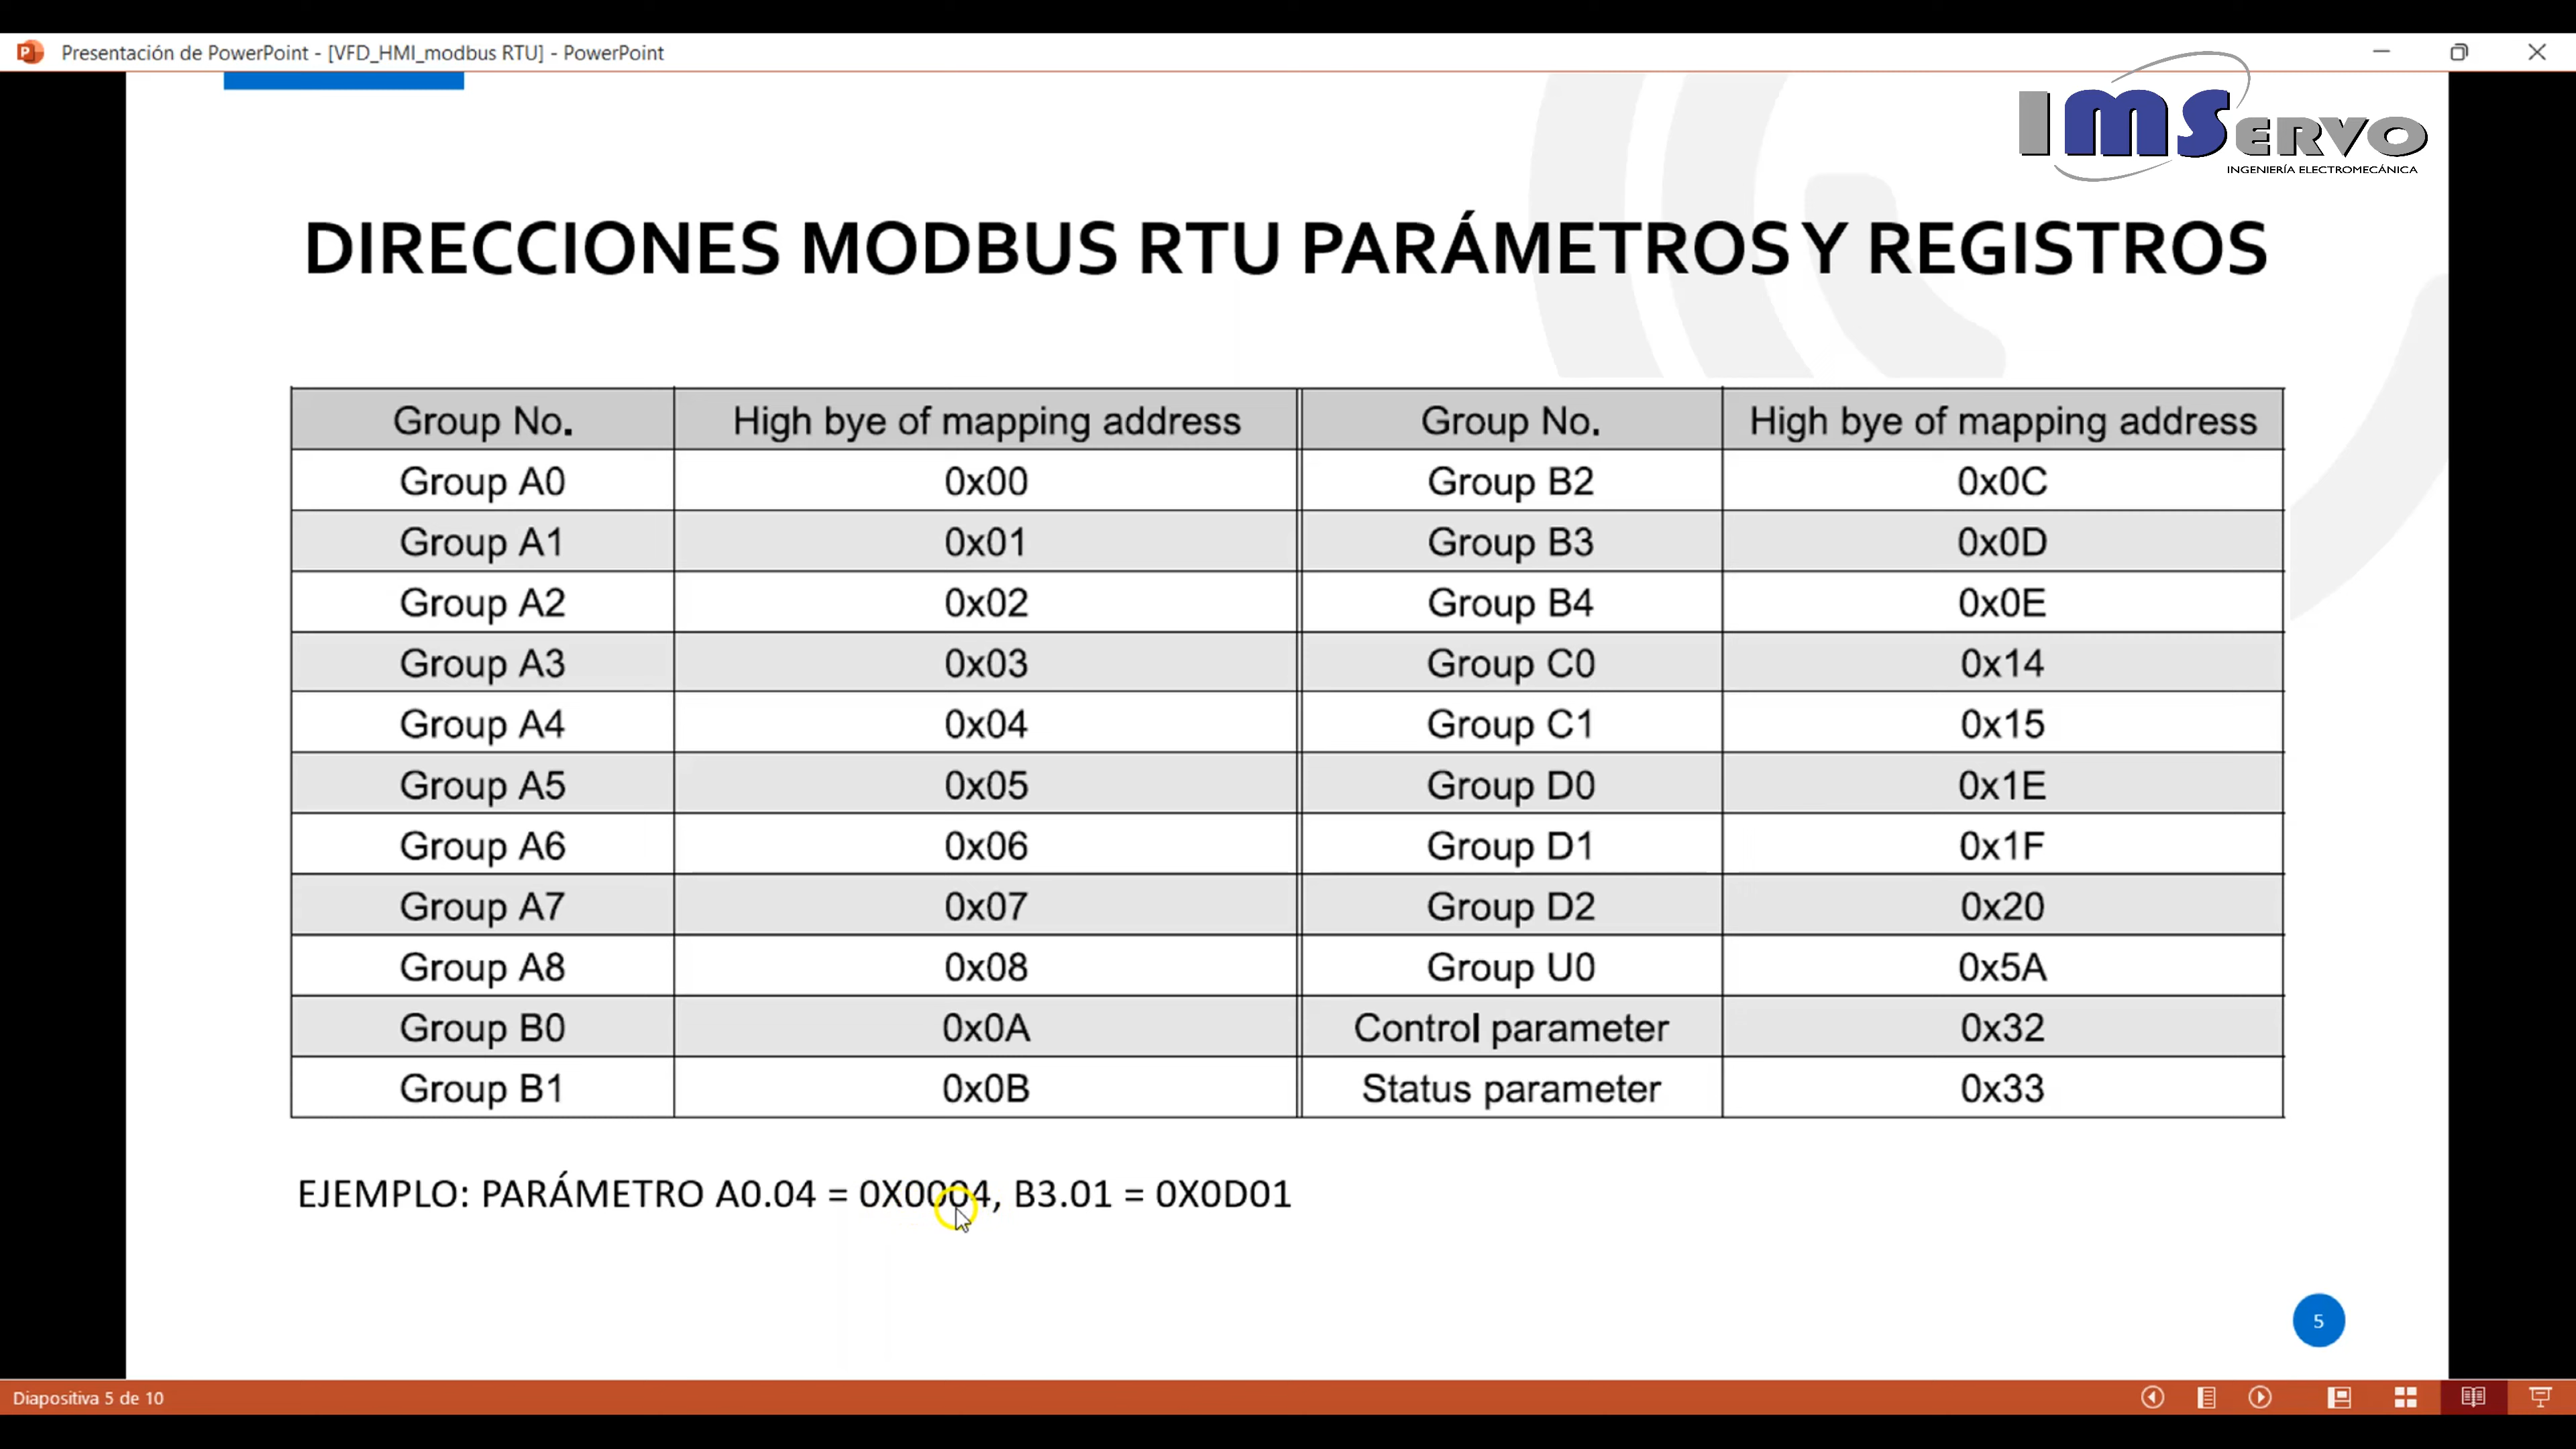 Presentación de PowerPoint - [VFD_HMI_modbus RTU] - PowerPoint
IMSERVO
INGENIERÍA ELECTROMECÁNICA
DIRECCIONES MODBUS RTU PARÁMETROS Y REGISTROS
Group No. High bye of mapping address Group No. High bye of mapping address
Group A0 0x00 Group B2 0x0C
Group A1 0x01 Group B3 0x0D
Group A2 0x02 Group B4 0x0E
Group A3 0x03 Group C0 0x14
Group A4 0x04 Group C1 0x15
Group A5 0x05 Group D0 0x1E
Group A6 0x06 Group D1 0x1F
Group A7 0x07 Group D2 0x20
Group A8 0x08 Group U0 0x5A
Group B0 0x0A Control parameter 0x32
Group B1 0x0B Status parameter 0x33
EJEMPLO: PARÁMETRO A0.04 = 0X0004, B3.01 = 0X0D01
5
Diapositiva 5 de 10